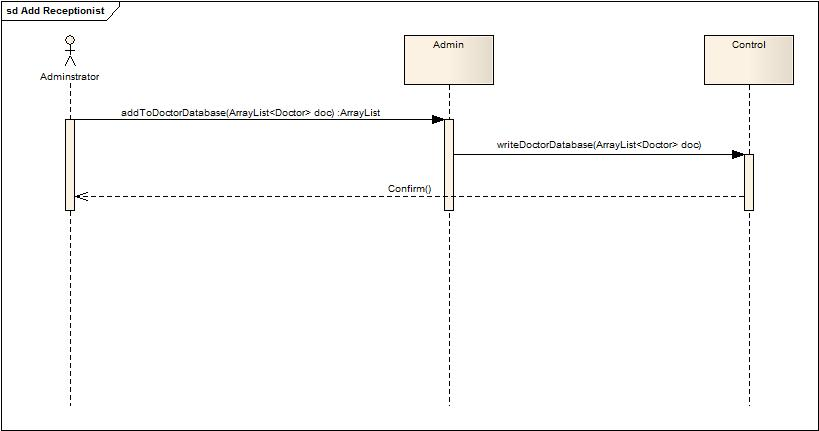 sd Add Receptionist
Adminstrator
Admin
Control
addToDoctorDatabase(ArrayList<Doctor> doc) :ArrayList
writeDoctorDatabase(ArrayList<Doctor> doc)
Confirm()